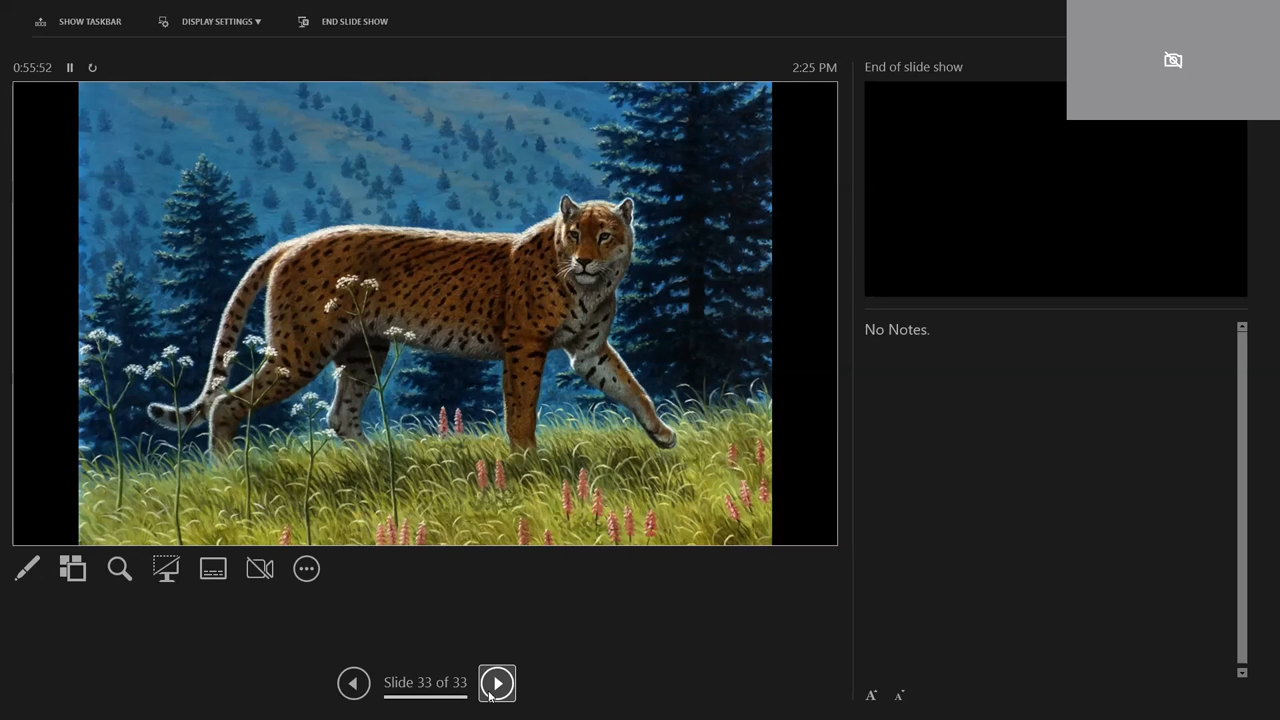 SHOW TASKBAR
DISPLAY SETTINGS ▼
END SLIDE SHOW
0:55:52
2:25 PM
End of slide show
No Notes.
Slide 33 of 33
A A